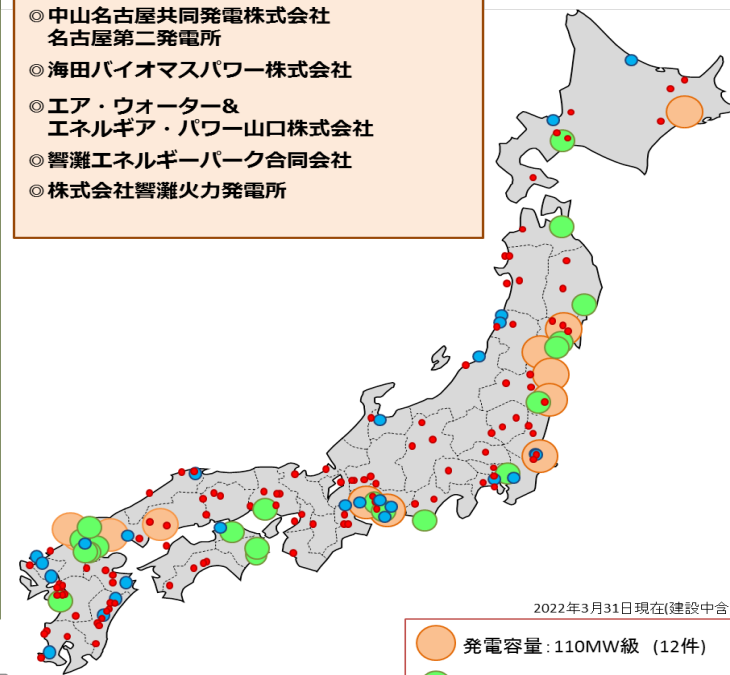 ◎中山名古屋共同発電株式会社
名古屋第二発電所
◎海田バイオマスパワー株式会社
◎エア・ウォーター&
エネルギア・パワー山口株式会社
◎響灘エネルギーパーク合同会社
◎株式会社響灘火力発電所
2022年3月31日現在(建設中含
発電容量:110MW級 (12件)